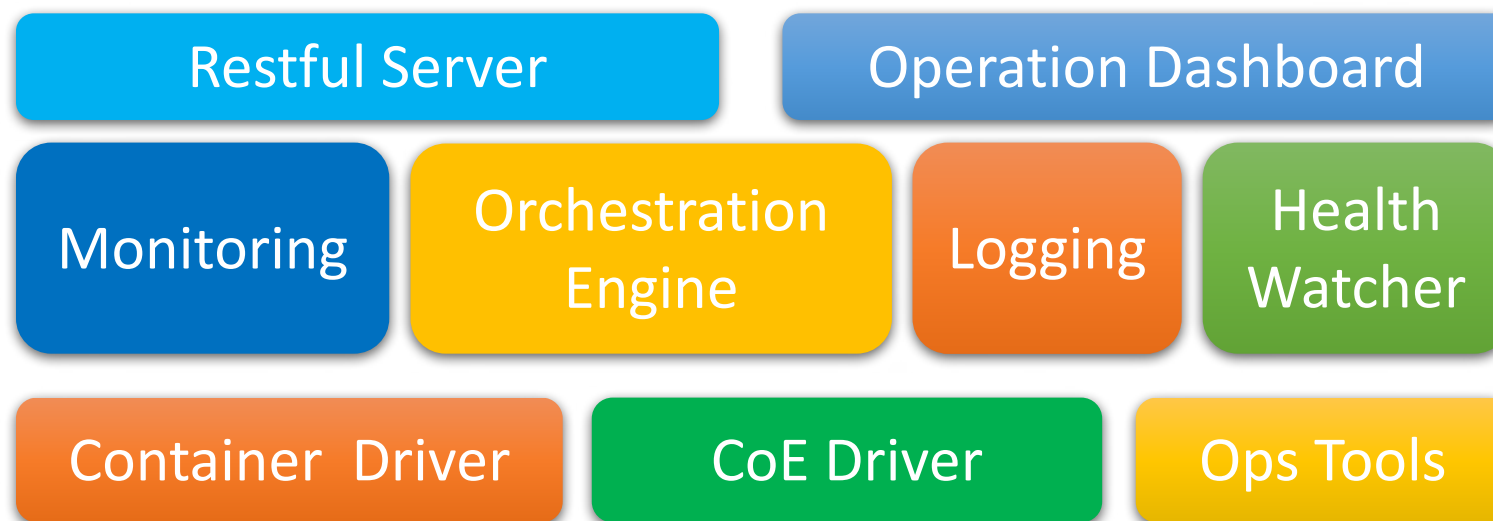 Restful Server
Operation Dashboard
Monitoring
Orchestration
Engine
Logging
Health
Watcher
Container  Driver
CoE Driver
Ops Tools